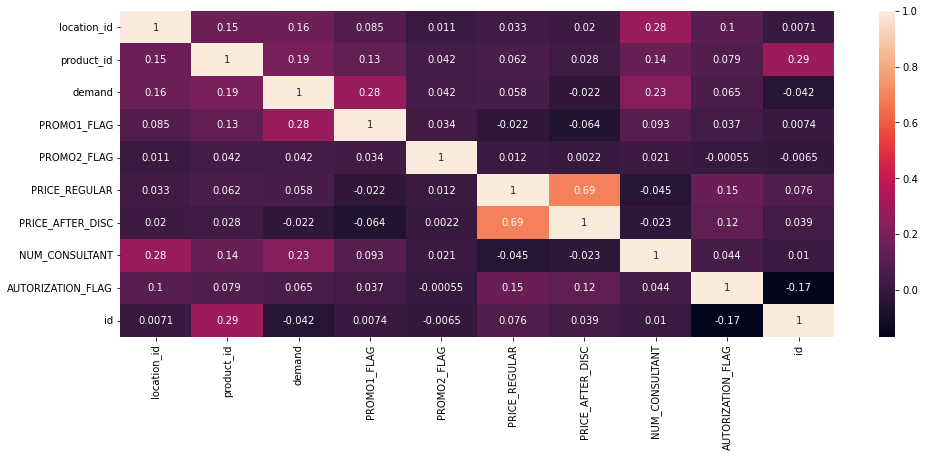 location_id 1 0.15 0.16 0.085 0.011 0.033 0.02 0.28 0.1 0.0071
product_id 0.15 1 0.19 0.13 0.042 0.062 0.028 0.14 0.079 0.29
demand 0.16 0.19 1 0.28 0.042 0.058 -0.022 0.23 0.065 -0.042
PROMO1_FLAG 0.085 0.13 0.28 1 0.034 -0.022 -0.064 0.093 0.037 0.0074
PROMO2_FLAG 0.011 0.042 0.042 0.034 1 0.012 0.0022 0.021 -0.00055 -0.0065
PRICE_REGULAR 0.033 0.062 0.058 -0.022 0.012 1 0.69 -0.045 0.15 0.076
PRICE_AFTER_DISC 0.02 0.028 -0.022 -0.064 0.0022 0.69 1 -0.023 0.12 0.039
NUM_CONSULTANT 0.28 0.14 0.23 0.093 0.021 -0.045 -0.023 1 0.044 0.01
AUTORIZATION_FLAG 0.1 0.079 0.065 0.037 -0.00055 0.15 0.12 0.044 1 -0.17
id 0.0071 0.29 -0.042 0.0074 -0.0065 0.076 0.039 0.01 -0.17 1
location_id
product_id
demand
PROMO1_FLAG
PROMO2_FLAG
PRICE_REGULAR
PRICE_AFTER_DISC
NUM_CONSULTANT
AUTORIZATION_FLAG
id
1.0
0.8
0.6
0.4
0.2
0.0